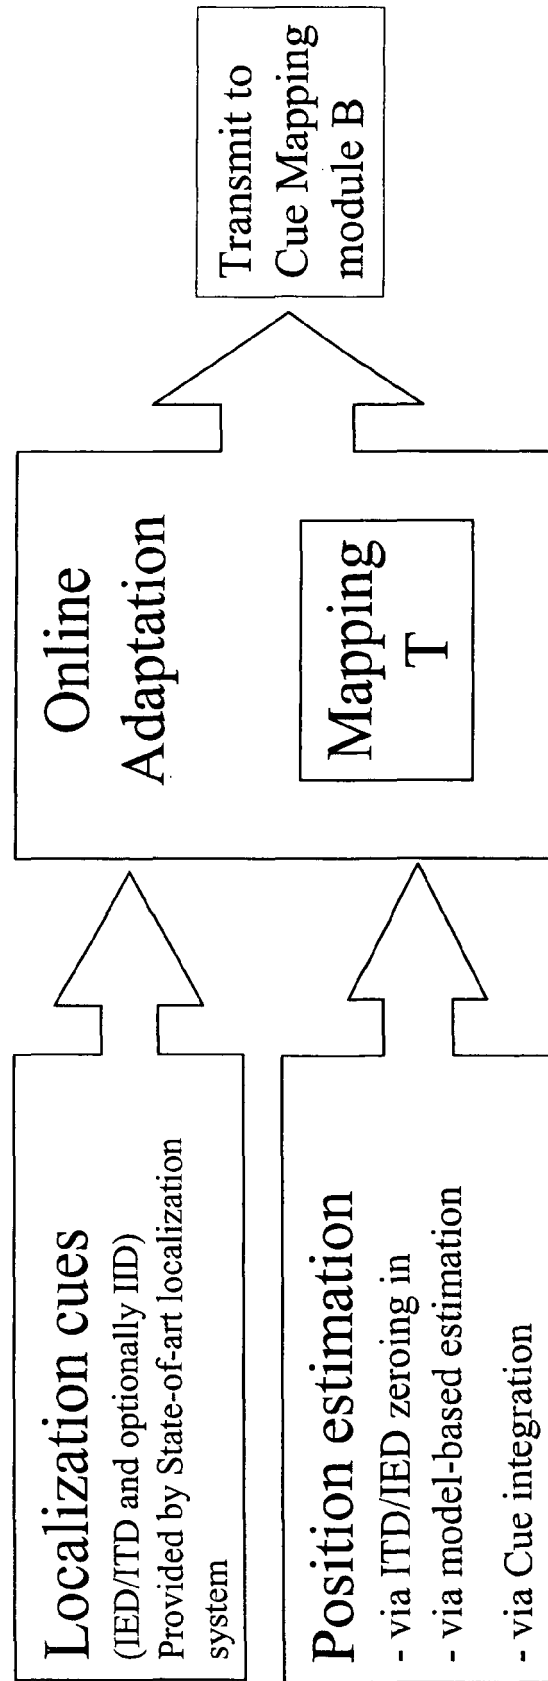 Localization cues
(IED/ITD and optionally IID)
Provided by State-of-art localization
system
Position estimation
- via ITD/IED zeroing in
- via model-based estimation
- via Cue integration
Online
Adaptation
Mapping
T
Transmit to
Cue Mapping
module B